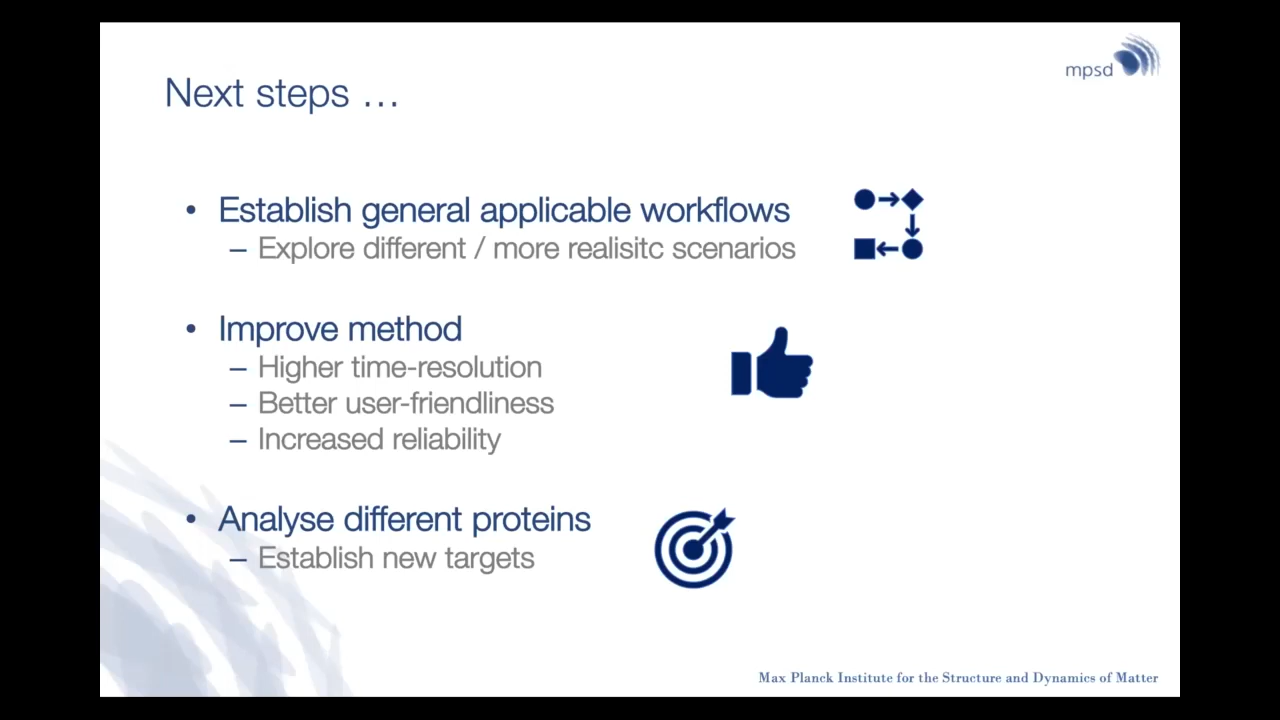 mpsd
Next steps …
• Establish general applicable workflows
– Explore different / more realisitc scenarios
• Improve method
– Higher time-resolution
– Better user-friendliness
– Increased reliability
• Analyse different proteins
– Establish new targets
Max Planck Institute for the Structure and Dynamics of Matter